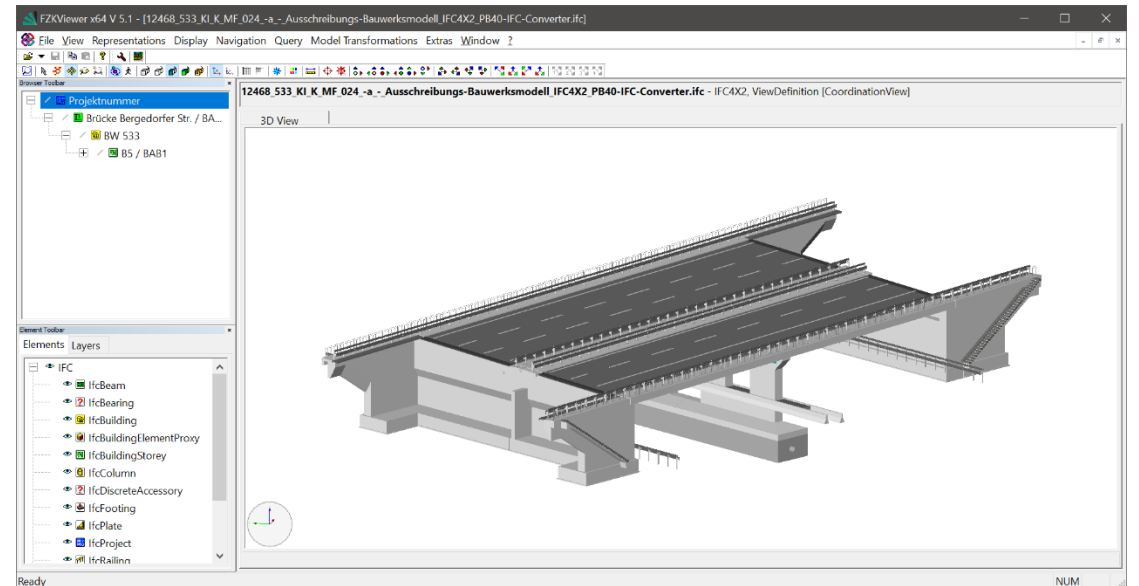 FZKViewer x64 V 5.1 - [12468_533_KI_K_MF_024_-a_-_Ausschreibungs-Bauwerksmodell_IFC4X2_PB40-IFC-Converter.ifc]
File View Representations Display Navigation Query Model Transformations Extras Window ?
Browser Toolbar
Projektnummer
Brücke Bergedorfer Str. / BA...
BW 533
B5 / BAB1
12468_533_KI_K_MF_024_-a_-_Ausschreibungs-Bauwerksmodell_IFC4X2_PB40-IFC-Converter.ifc - IFC4X2, ViewDefinition [CoordinationView]
3D View
Element Toolbar
Elements Layers
IFC
IfcBeam
IfcBearing
IfcBuilding
IfcBuildingElementProxy
IfcBuildingStorey
IfcColumn
IfcDiscreteAccessory
IfcFooting
IfcPlate
IfcProject
IfcRailing
Ready
NUM